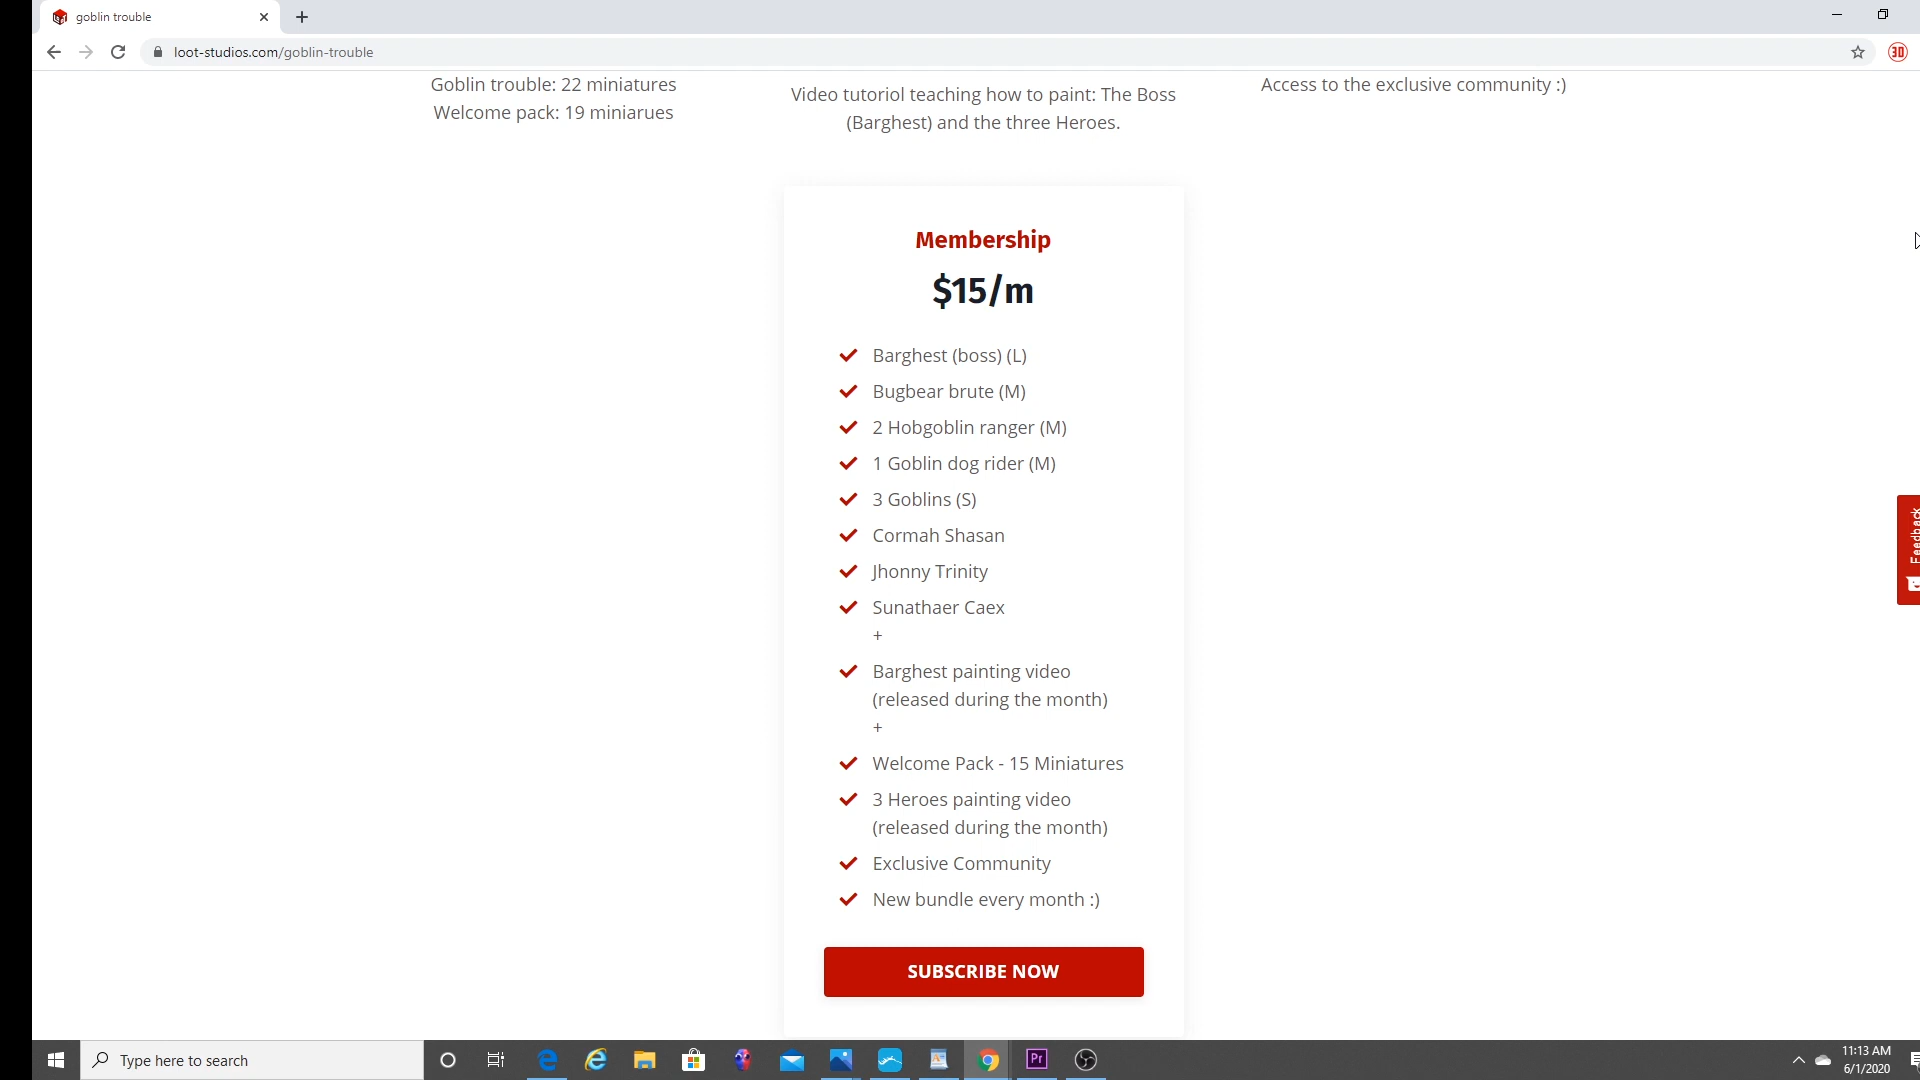 goblin trouble
loot-studios.com/goblin-trouble
3D
Goblin trouble: 22 miniatures
Welcome pack: 19 miniarues
Video tutoriol teaching how to paint: The Boss
(Barghest) and the three Heroes.
Access to the exclusive community :)
Membership
$15/m
Barghest (boss) (L)
Bugbear brute (M)
2 Hobgoblin ranger (M)
1 Goblin dog rider (M)
3 Goblins (S)
Cormah Shasan
Jhonny Trinity
Sunathaer Caex
+
Barghest painting video
(released during the month)
+
Welcome Pack - 15 Miniatures
3 Heroes painting video
(released during the month)
Exclusive Community
New bundle every month :)
SUBSCRIBE NOW
Feedback
Type here to search
Pr
11:13 AM
6/1/2020